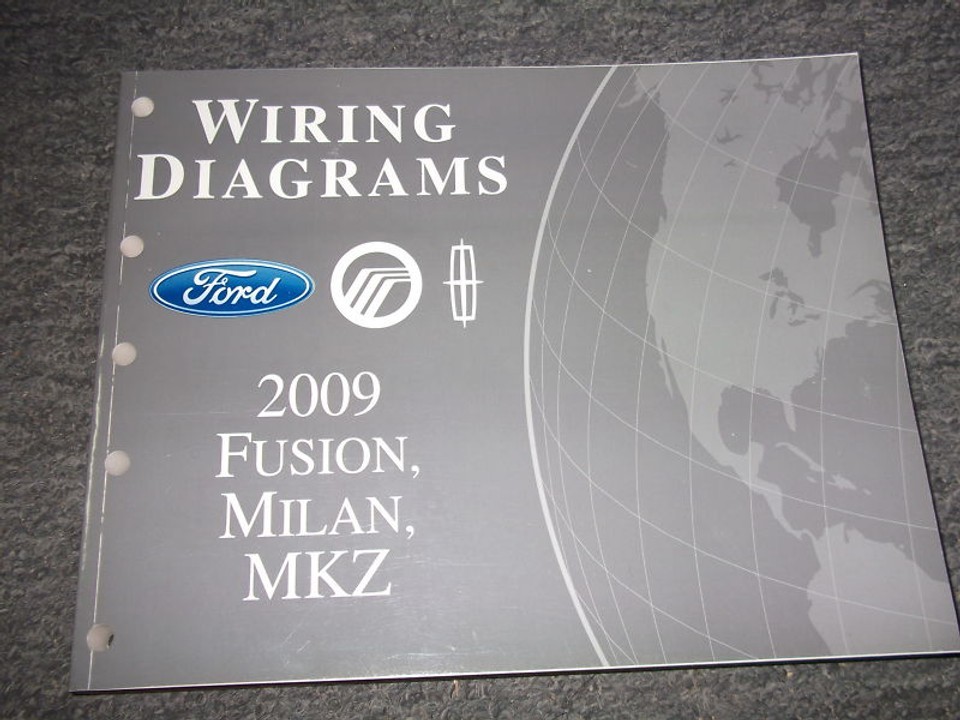 WIRING
DIAGRAMS
Ford
2009
FUSION,
MILAN,
MKZ